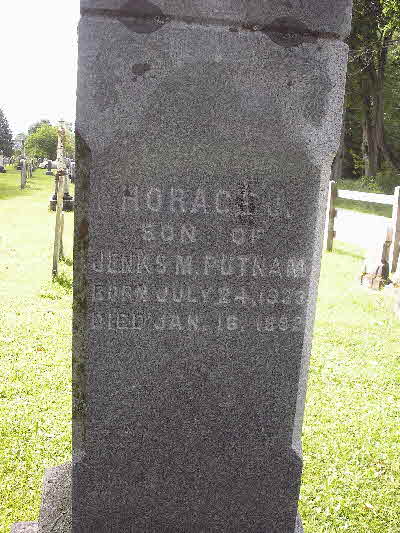 HORACE J.
SON OF
JENKS M. PUTNAM
BORN JULY 24,
DIED JAN. 16,